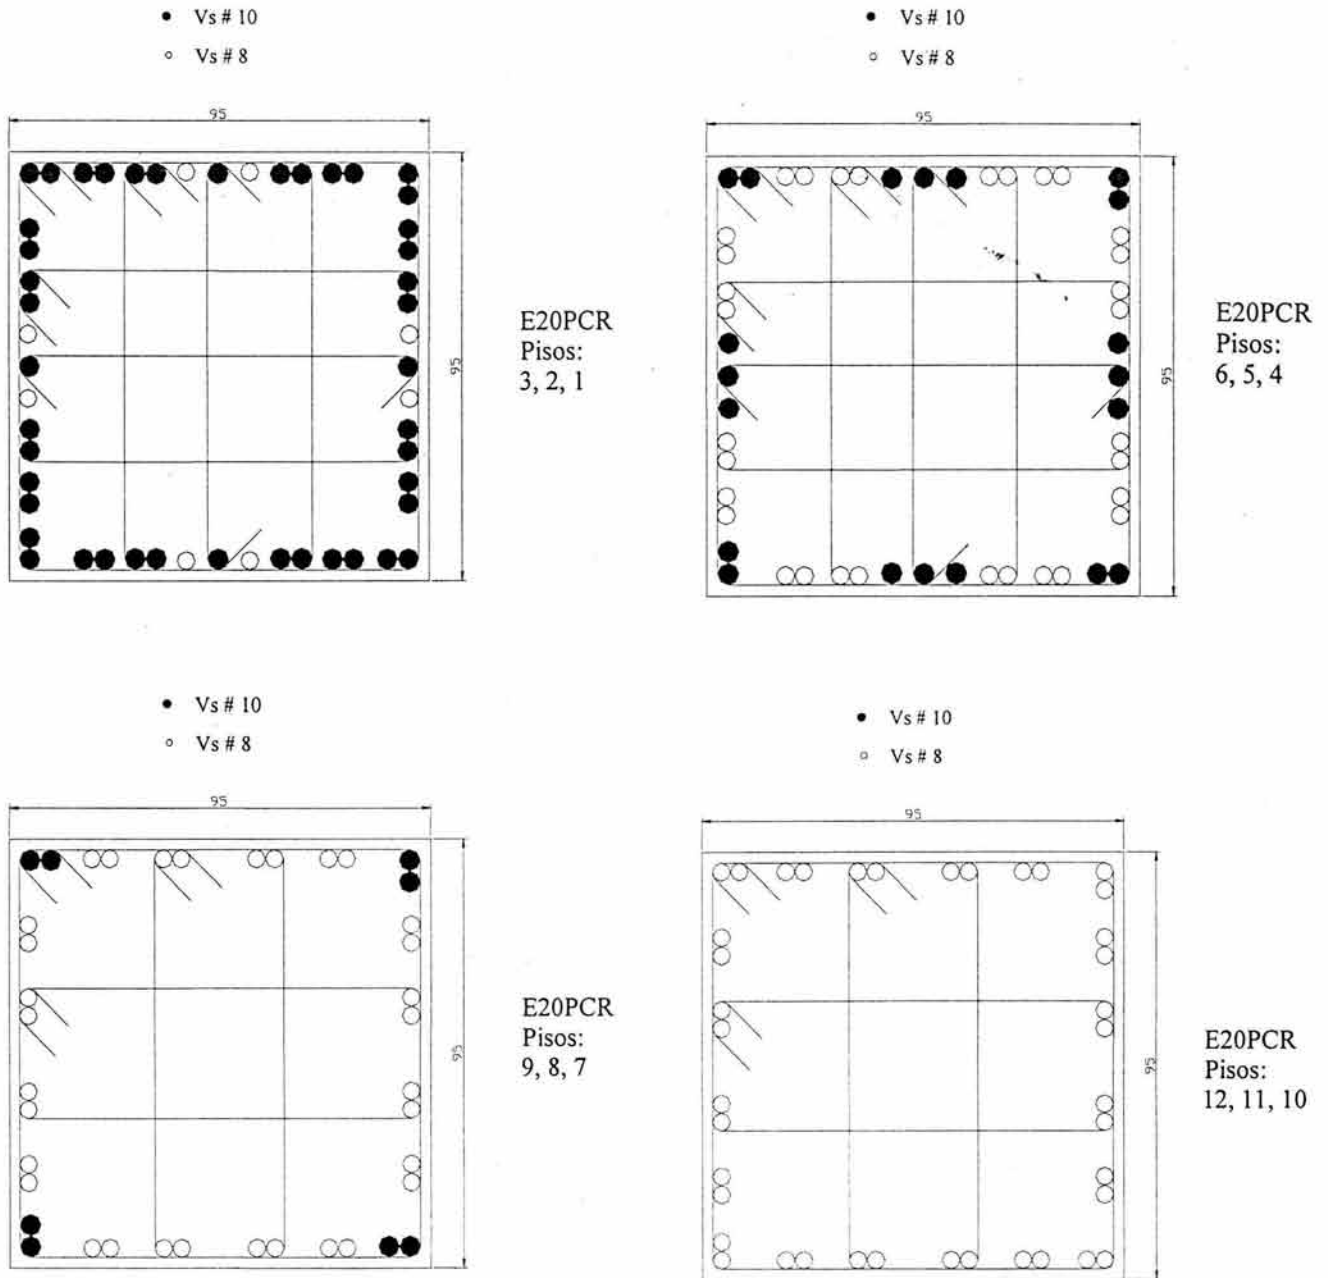 Vs # 10
Vs # 8
95
95
E20PCR
Pisos:
3, 2, 1
Vs # 10
Vs # 8
95
95
E20PCR
Pisos:
6, 5, 4
Vs # 10
Vs # 8
95
95
E20PCR
Pisos:
9, 8, 7
Vs # 10
Vs # 8
95
95
E20PCR
Pisos:
12, 11, 10